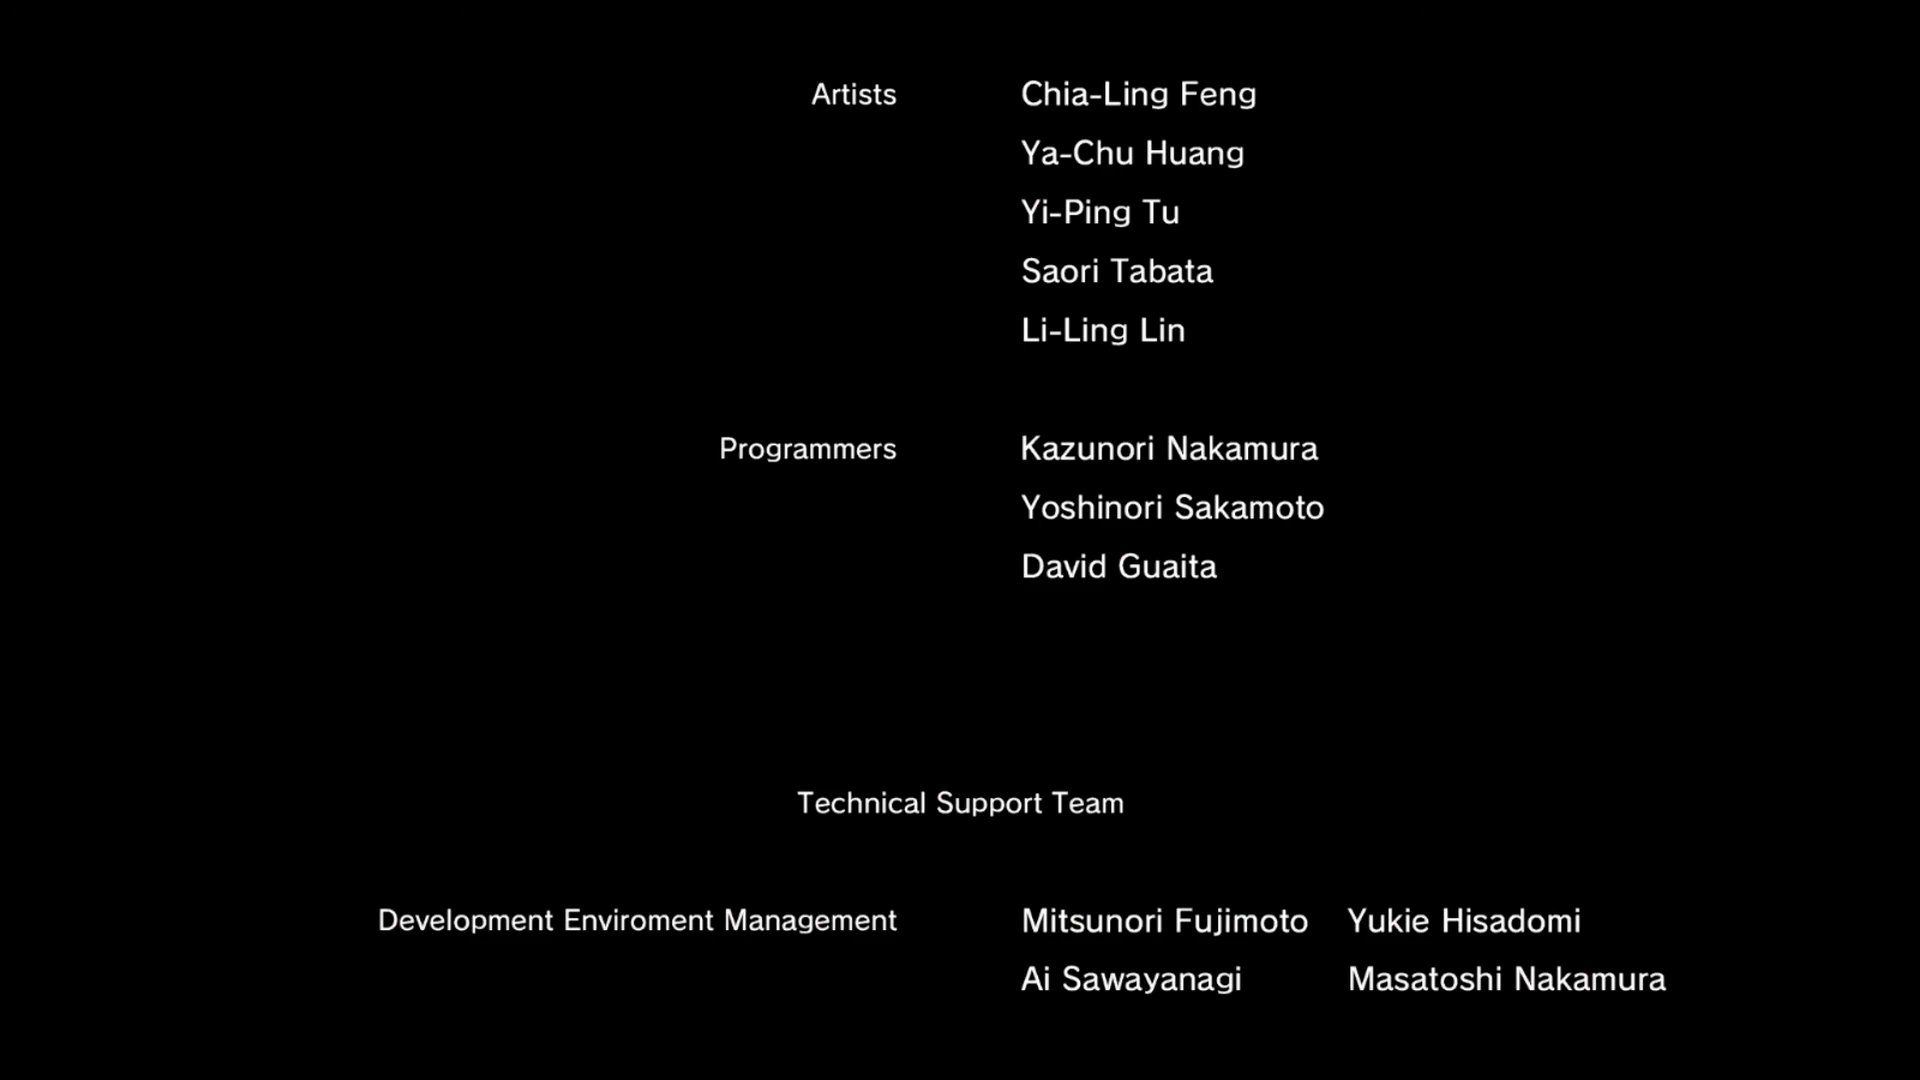 Artists Chia-Ling Feng
Ya-Chu Huang
Yi-Ping Tu
Saori Tabata
Li-Ling Lin
Programmers Kazunori Nakamura
Yoshinori Sakamoto
David Guaita
Technical Support Team
Development Enviroment Management Mitsunori Fujimoto Yukie Hisadomi
Ai Sawayanagi Masatoshi Nakamura